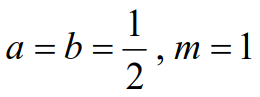 a = b = 1/2 , m = 1